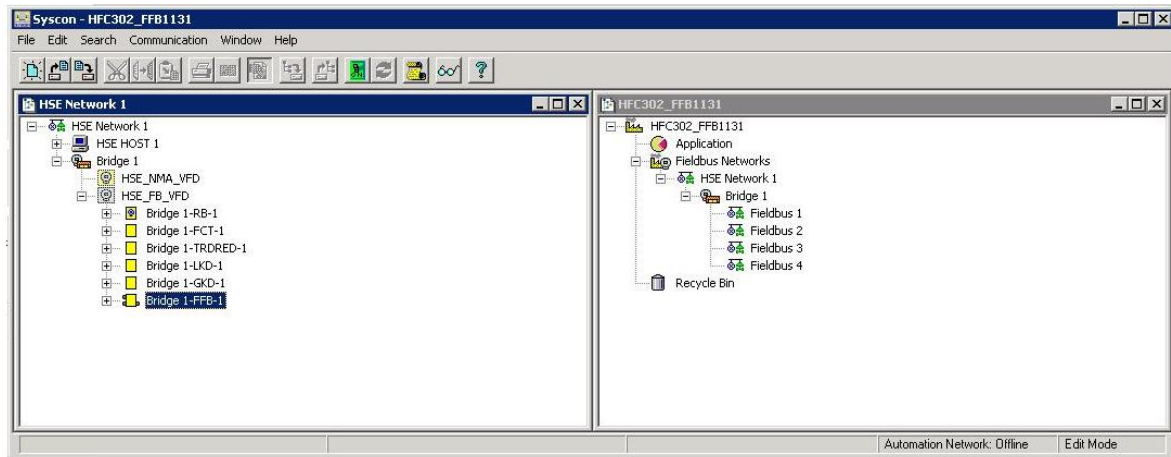 Syscon - HFC302_FFB1131
File Edit Search Communication Window Help
HSE Network 1
HSE Network 1
HSE HOST 1
Bridge 1
HSE_NMA_VFD
HSE_FB_VFD
Bridge 1-RB-1
Bridge 1-FCT-1
Bridge 1-TRDRED-1
Bridge 1-LKD-1
Bridge 1-GKD-1
Bridge 1-FFB-1
HFC302_FFB1131
HFC302_FFB1131
Application
Fieldbus Networks
HSE Network 1
Bridge 1
Fieldbus 1
Fieldbus 2
Fieldbus 3
Fieldbus 4
Recycle Bin
Automation Network: Offline Edit Mode